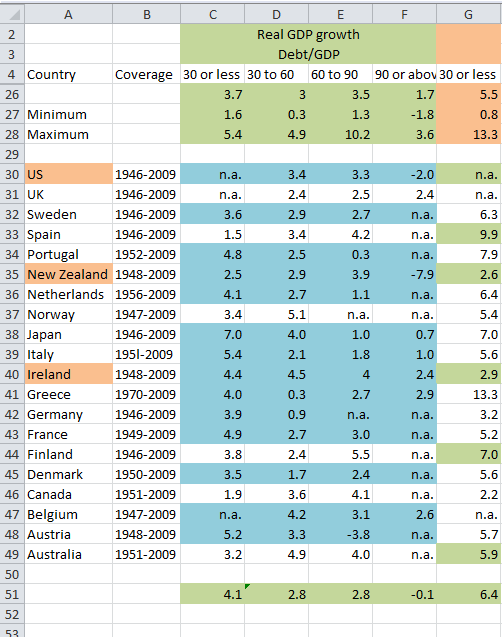 A B C D E F G
2 Real GDP growth
3 Debt/GDP
4 Country Coverage 30 or less 30 to 60 60 to 90 90 or abov 30 or less
26 3.7 3 3.5 1.7 5.5
27 Minimum 1.6 0.3 1.3 -1.8 0.8
28 Maximum 5.4 4.9 10.2 3.6 13.3
29
30 US 1946-2009 n.a. 3.4 3.3 -2.0 n.a.
31 UK 1946-2009 n.a. 2.4 2.5 2.4 n.a.
32 Sweden 1946-2009 3.6 2.9 2.7 n.a. 6.3
33 Spain 1946-2009 1.5 3.4 4.2 n.a. 9.9
34 Portugal 1952-2009 4.8 2.5 0.3 n.a. 7.9
35 New Zealand 1948-2009 2.5 2.9 3.9 -7.9 2.6
36 Netherlands 1956-2009 4.1 2.7 1.1 n.a. 6.4
37 Norway 1947-2009 3.4 5.1 n.a. n.a. 5.4
38 Japan 1946-2009 7.0 4.0 1.0 0.7 7.0
39 Italy 195l-2009 5.4 2.1 1.8 1.0 5.6
40 Ireland 1948-2009 4.4 4.5 4 2.4 2.9
41 Greece 1970-2009 4.0 0.3 2.7 2.9 13.3
42 Germany 1946-2009 3.9 0.9 n.a. n.a. 3.2
43 France 1949-2009 4.9 2.7 3.0 n.a. 5.2
44 Finland 1946-2009 3.8 2.4 5.5 n.a. 7.0
45 Denmark 1950-2009 3.5 1.7 2.4 n.a. 5.6
46 Canada 1951-2009 1.9 3.6 4.1 n.a. 2.2
47 Belgium 1947-2009 n.a. 4.2 3.1 2.6 n.a.
48 Austria 1948-2009 5.2 3.3 -3.8 n.a. 5.7
49 Australia 1951-2009 3.2 4.9 4.0 n.a. 5.9
50
51 4.1 2.8 2.8 -0.1 6.4
52
53